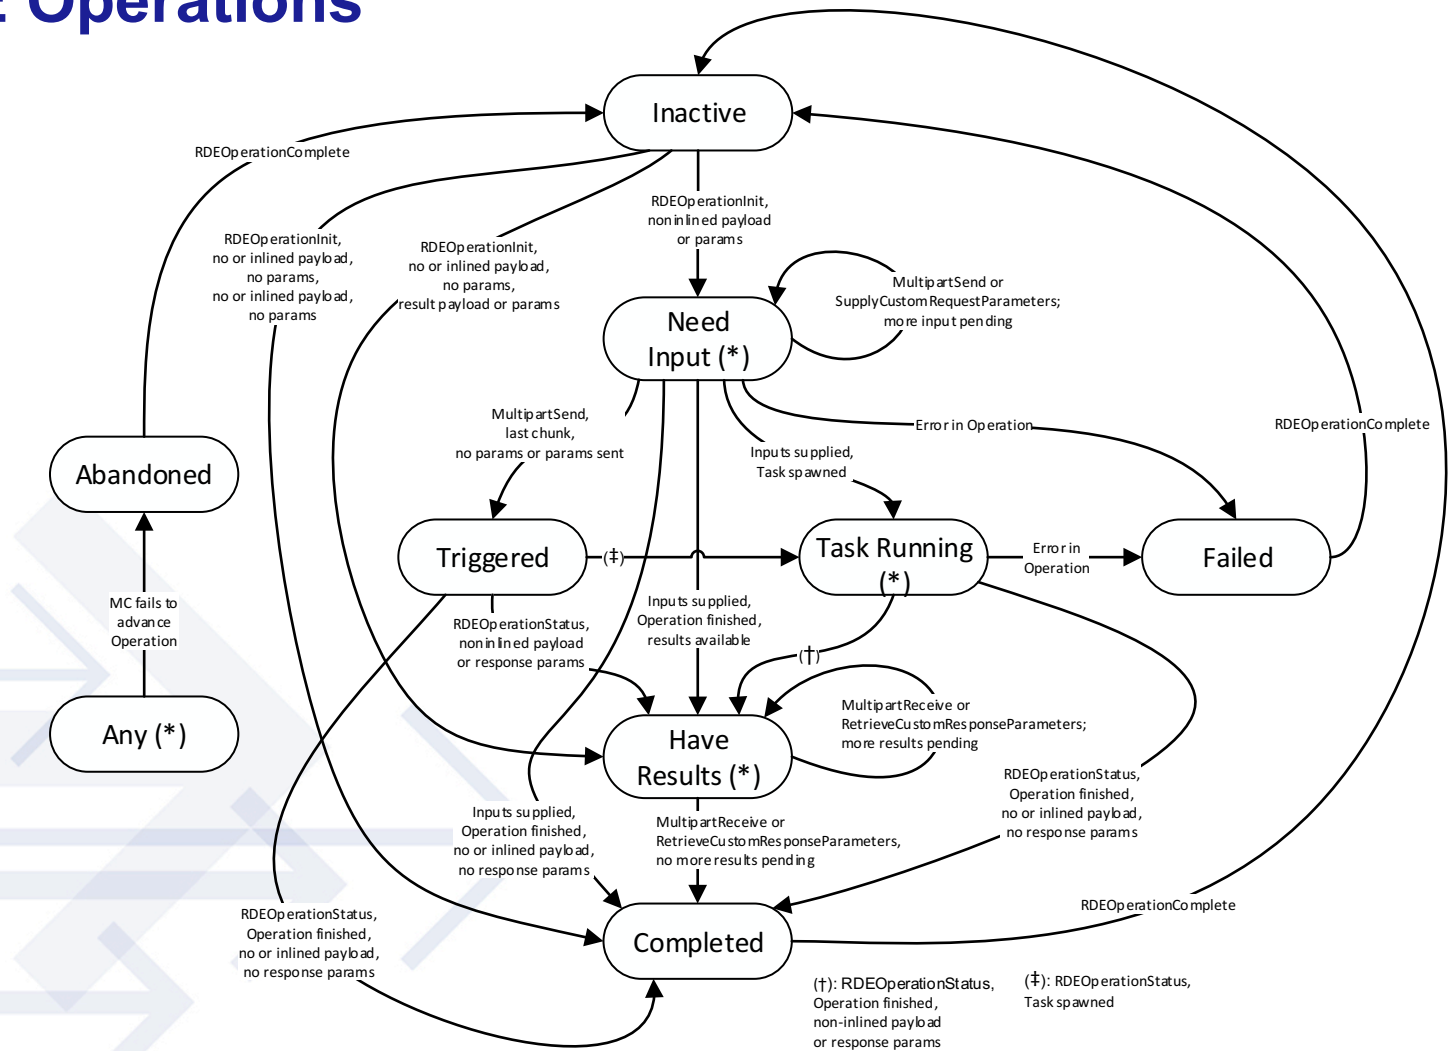 Operations
Inactive
RDEOperationComplete
RDEOperationInit,
noninlined payload
or params
RDEOperationInit,
no or inlined payload,
no params,
no or inlined payload,
no params
RDEOperationInit,
no or inlined payload,
no params,
result payload or params
MultipartSend or
SupplyCustomRequestParameters;
more input pending
Need
Input (*)
MultipartSend,
last chunk,
no params or params sent
Inputs supplied,
Task spawned
Error in Operation
RDEOperationComplete
Abandoned
Triggered
(‡)
Task Running
(*)
Error in
Operation
Failed
MC fails to
advance
Operation
RDEOperationStatus,
noninlined payload
or response params
Inputs supplied,
Operation finished,
results available
(†)
Any (*)
Have
Results (*)
MultipartReceive or
RetrieveCustomResponseParameters;
more results pending
RDEOperationStatus,
Operation finished,
no or inlined payload,
no response params
Inputs supplied,
Operation finished,
no or inlined payload,
no response params
MultipartReceive or
RetrieveCustomResponseParameters,
no more results pending
RDEOperationStatus,
Operation finished,
no or inlined payload,
no response params
Completed
RDEOperationComplete
(†): RDEOperationStatus,
Operation finished,
non-inlined payload
or response params
(‡): RDEOperationStatus,
Task spawned